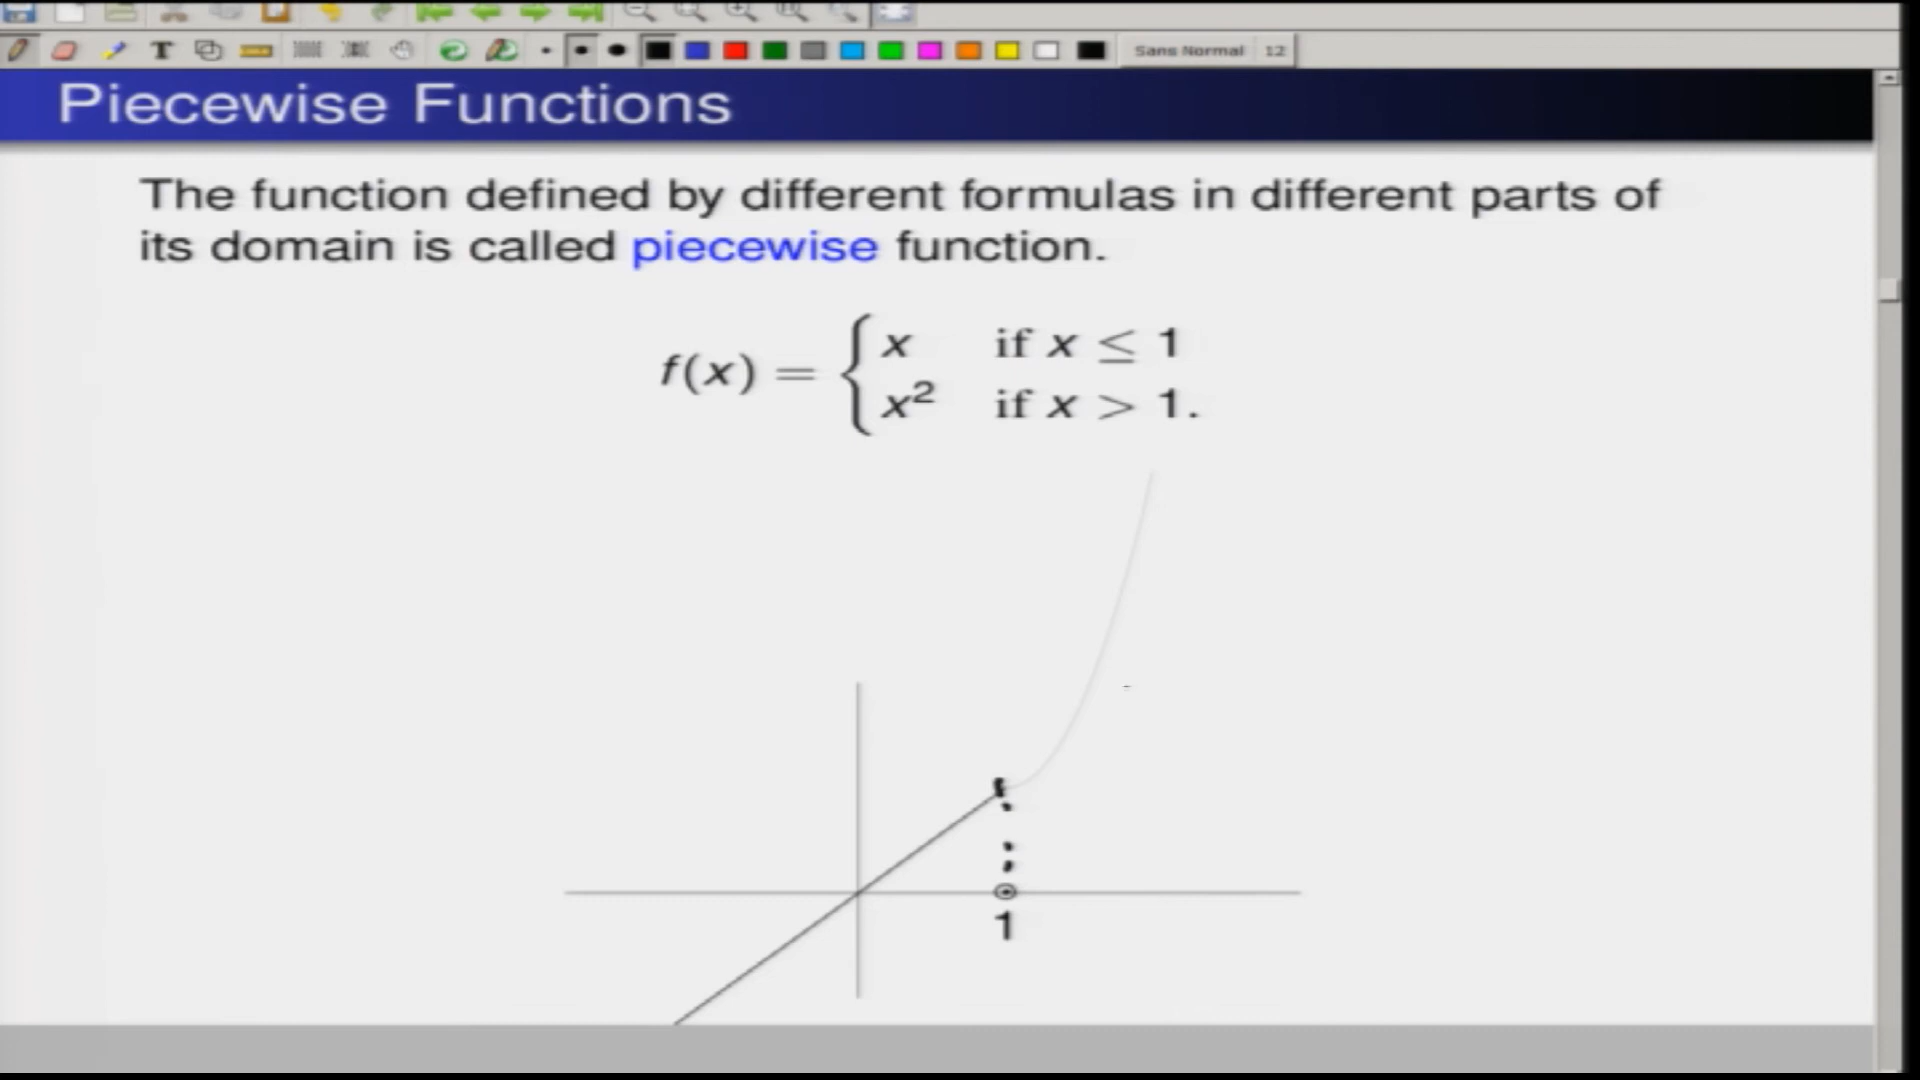 T
Sans Normal 12
Piecewise Functions
The function defined by different formulas in different parts of
its domain is called piecewise function.
f(x) = { x if x ≤ 1
x² if x > 1.
1